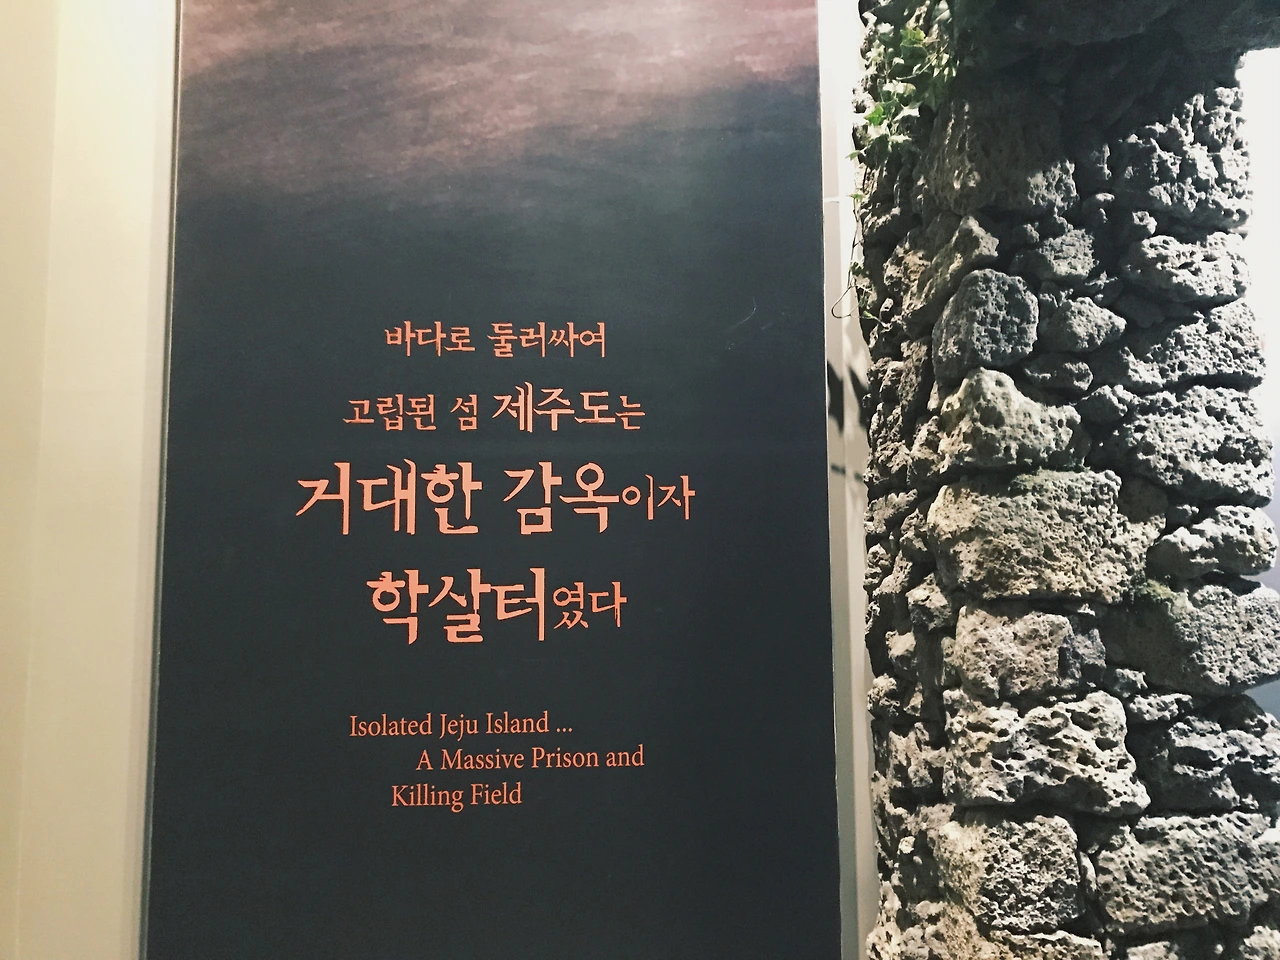 바다로 둘러싸여
고립된 섬 제주도는
거대한 감옥이자
학살터였다
Isolated Jeju Island ...
A Massive Prison and
Killing Field